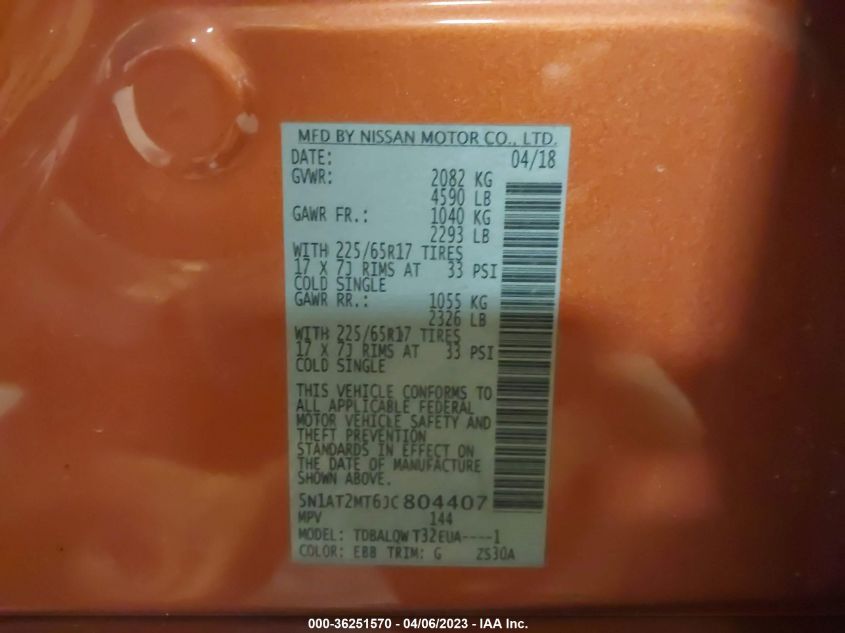 MFD BY NISSAN MOTOR CO., LTD.
DATE: 04/18
GVWR: 2082 KG
4590 LB
GAWR FR.: 1040 KG
2293 LB
WITH 225/65R17 TIRES
17 X 7J RIMS AT 33 PSI
COLD SINGLE
GAWR RR.: 1055 KG
2326 LB
WITH 225/65R17 TIRES
17 X 7J RIMS AT 33 PSI
COLD SINGLE
THIS VEHICLE CONFORMS TO
ALL APPLICABLE FEDERAL
MOTOR VEHICLE SAFETY AND
THEFT PREVENTION
STANDARDS IN EFFECT ON
THE DATE OF MANUFACTURE
SHOWN ABOVE.
5N1AT2MT6JC804407
MPV 144
MODEL: TDBALQW T32EUA----1
COLOR: EBB TRIM: G ZS30A
000-36251570 - 04/06/2023 - IAA Inc.